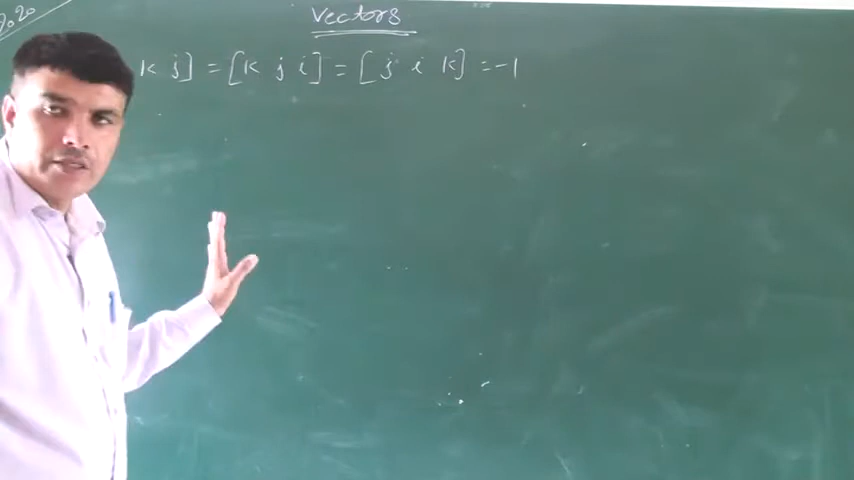 2020
Vectors
k j] = [k j i] = [j i k] = -1